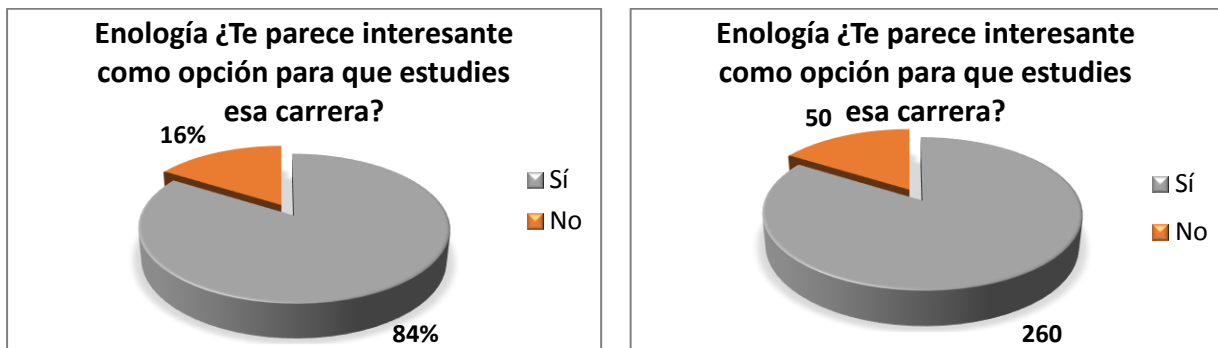 Enología ¿Te parece interesante
como opción para que estudies
esa carrera?
16%
Sí
No
84%
Enología ¿Te parece interesante
como opción para que estudies
esa carrera?
50
Sí
No
260